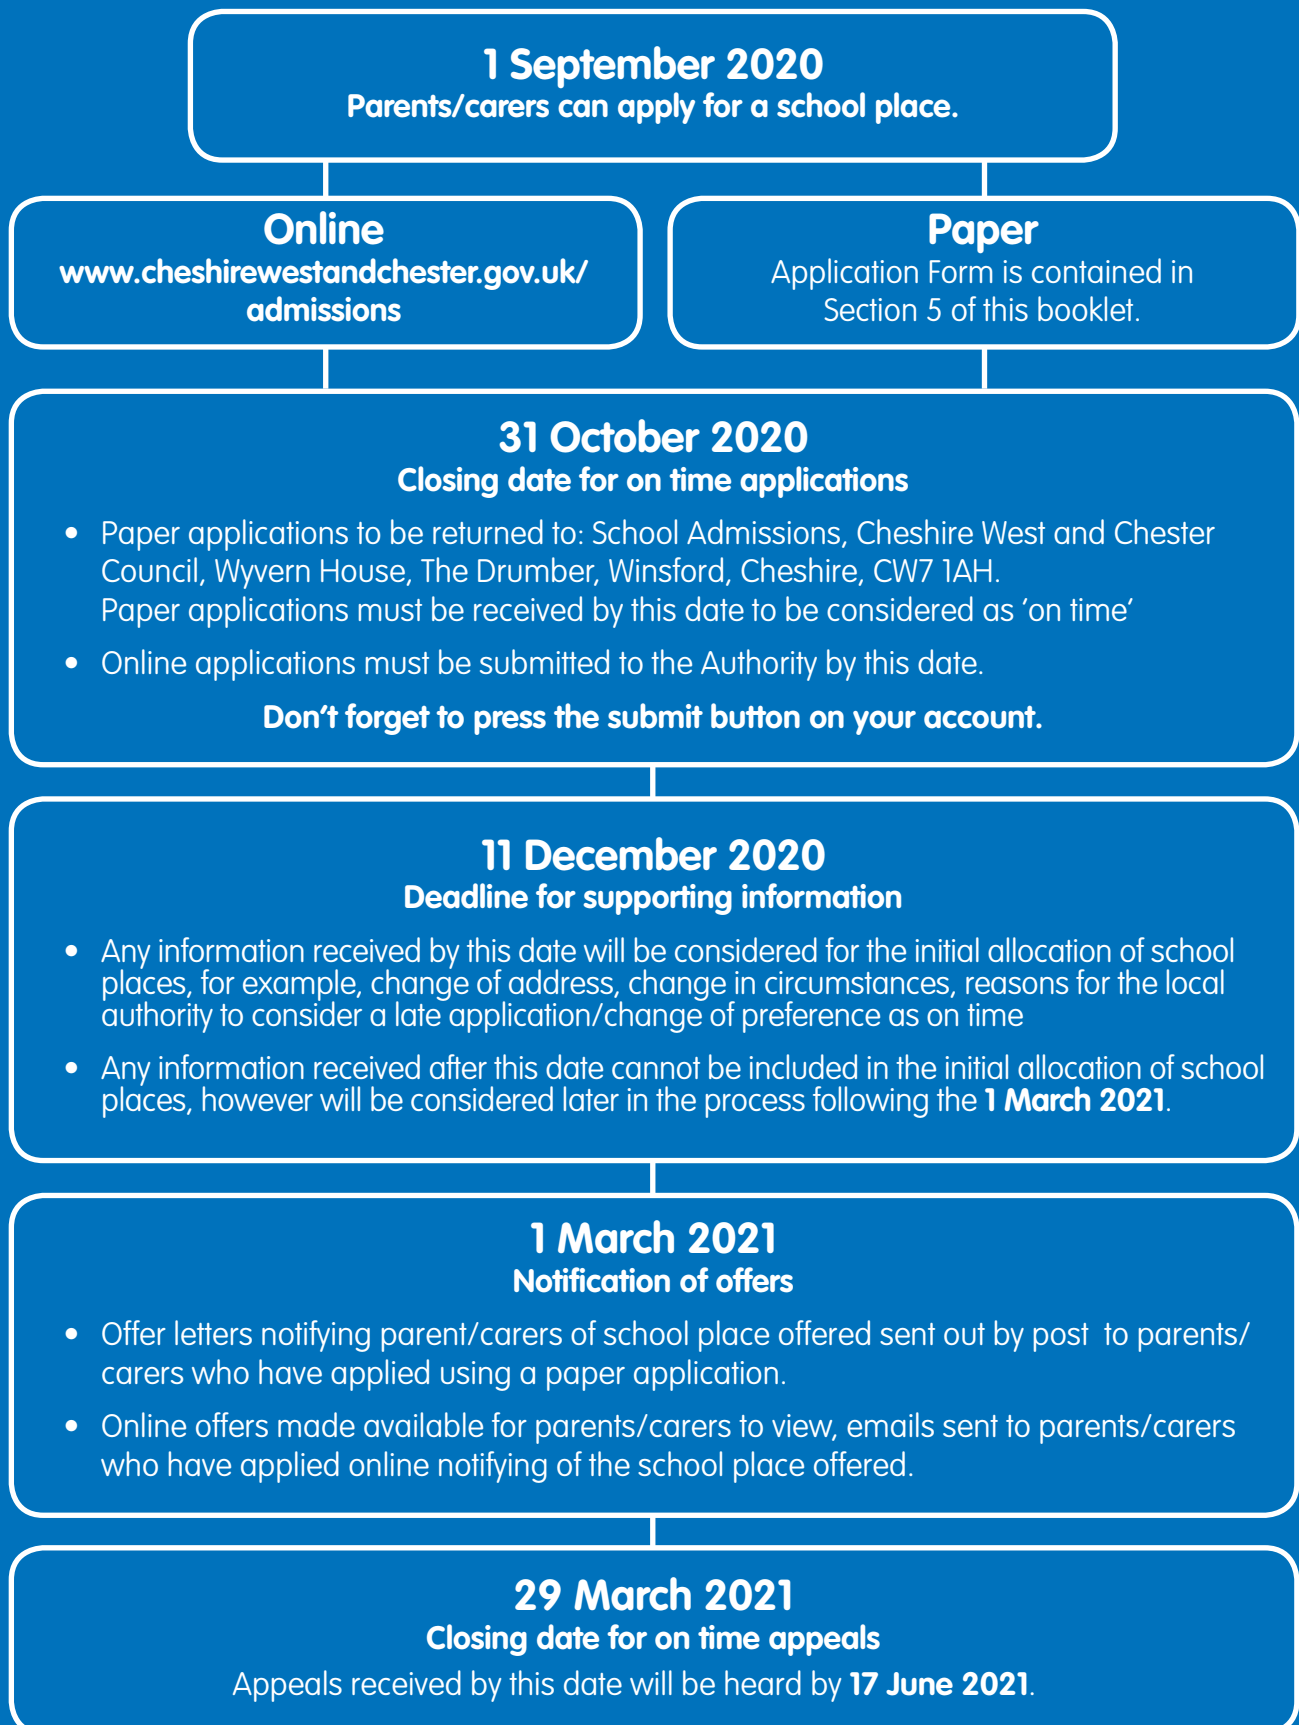 1 September 2020
Parents/carers can apply for a school place.
Online
www.cheshirewestandchester.gov.uk/
admissions
Paper
Application Form is contained in
Section 5 of this booklet.
31 October 2020
Closing date for on time applications
• Paper applications to be returned to: School Admissions, Cheshire West and Chester
Council, Wyvern House, The Drumber, Winsford, Cheshire, CW7 1AH.
Paper applications must be received by this date to be considered as ‘on time’
• Online applications must be submitted to the Authority by this date.
Don’t forget to press the submit button on your account.
11 December 2020
Deadline for supporting information
• Any information received by this date will be considered for the initial allocation of school
places, for example, change of address, change in circumstances, reasons for the local
authority to consider a late application/change of preference as on time
• Any information received after this date cannot be included in the initial allocation of school
places, however will be considered later in the process following the 1 March 2021.
1 March 2021
Notification of offers
• Offer letters notifying parent/carers of school place offered sent out by post to parents/
carers who have applied using a paper application.
• Online offers made available for parents/carers to view, emails sent to parents/carers
who have applied online notifying of the school place offered.
29 March 2021
Closing date for on time appeals
Appeals received by this date will be heard by 17 June 2021.